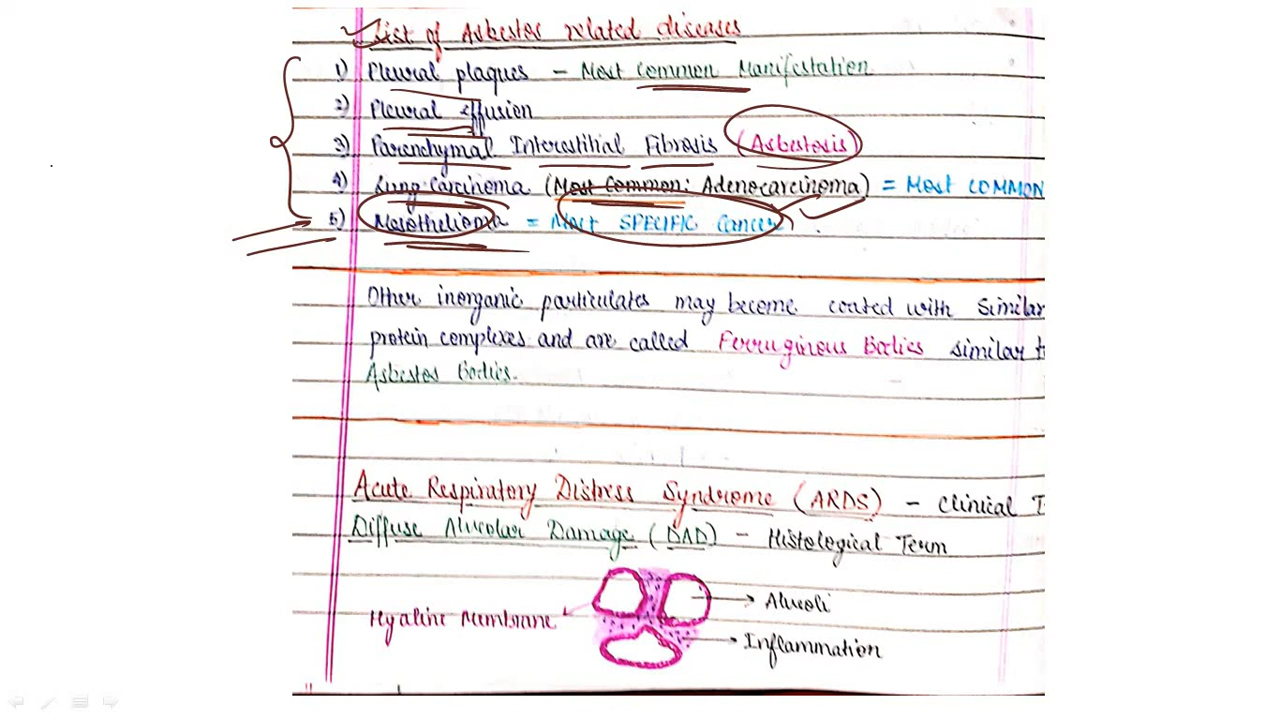 List of Asbestos related diseases
1) Pleural plaques - Most Common Manifestation
2) Pleural effusion
3) Parenchymal Interestitial Fibrosis (Asbestosis)
4) Lung Carcinoma (Most Common: Adenocarcinoma) = Most COMMON
5) Mesothelioma = Most SPECIFIC Cancer
Other inorganic particulates may become coated with Similar
protein complexes and are called Ferruginous Bodies similar
Asbestos Bodies.
Acute Respiratory Distress Syndrome (ARDS) - Clinical
Diffuse Alveolar Damage (DAD) - Histological Term
Hyaline Membrane
Alveoli
Inflammation